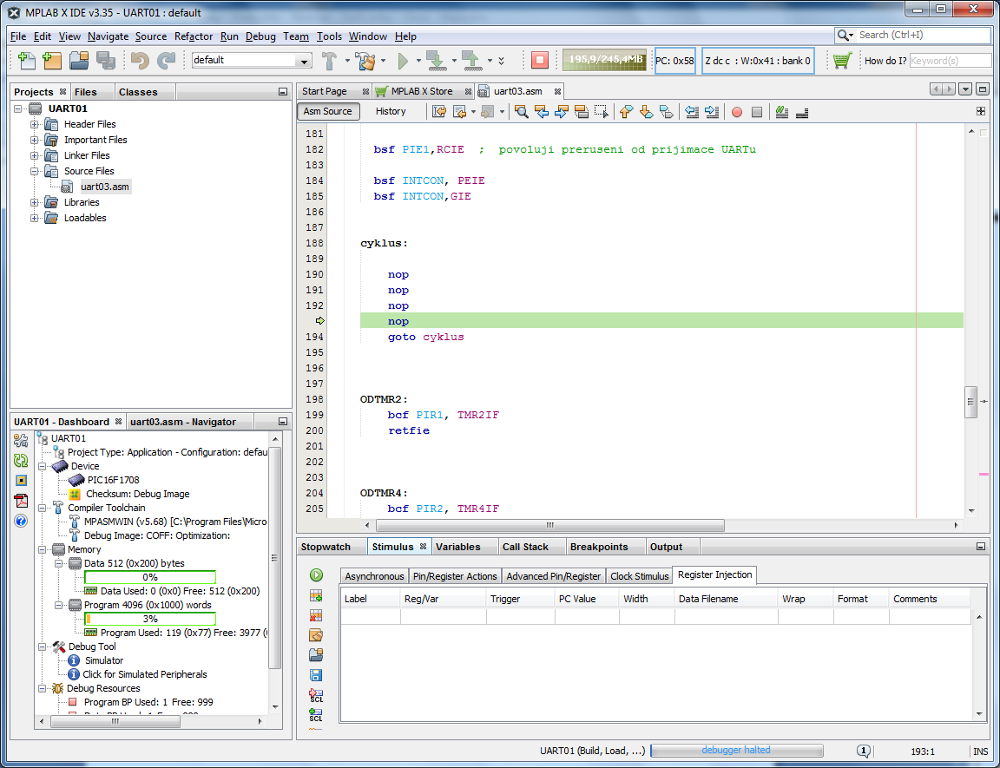 MPLAB X IDE v3.35 - UART01 : default
File Edit View Navigate Source Refactor Run Debug Team Tools Window Help
Search (Ctrl+I)
default
195,9/245,4MB
PC: 0x58
Z dc c : W:0x41 : bank 0
How do I?
Keyword(s)
Projects Files Classes
UART01
Header Files
Important Files
Linker Files
Source Files
uart03.asm
Libraries
Loadables
Start Page MPLAB X Store uart03.asm
Asm Source History
181
182 bsf PIE1,RCIE ; povoluji preruseni od prijimace UARTu
183
184 bsf INTCON, PEIE
185 bsf INTCON,GIE
186
187
188 cyklus:
189
190 nop
191 nop
192 nop
nop
194 goto cyklus
195
196
197
198 ODTMR2:
199 bcf PIR1, TMR2IF
200 retfie
201
202
203
204 ODTMR4:
205 bcf PIR2, TMR4IF
UART01 - Dashboard uart03.asm - Navigator
UART01
Project Type: Application - Configuration: defau
Device
PIC16F1708
Checksum: Debug Image
Compiler Toolchain
MPASMWIN (v5.68) [C:\Program Files\Micro
Debug Image: COFF: Optimization:
Memory
Data 512 (0x200) bytes
0%
Data Used: 0 (0x0) Free: 512 (0x200)
Program 4096 (0x1000) words
3%
Program Used: 119 (0x77) Free: 3977 (
Debug Tool
Simulator
Click for Simulated Peripherals
Debug Resources
Program BP Used: 1 Free: 999
Stopwatch Stimulus Variables Call Stack Breakpoints Output
Asynchronous Pin/Register Actions Advanced Pin/Register Clock Stimulus Register Injection
Label Reg/Var Trigger PC Value Width Data Filename Wrap Format Comments
SCL
SCL
UART01 (Build, Load, ...) debugger halted 1 193:1 INS